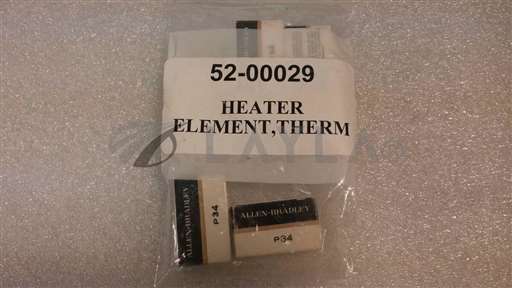 52-00029
HEATER
ELEMENT,THERM
ALLEN-BRADLEY
P34
ALLEN-BRADLEY
P34